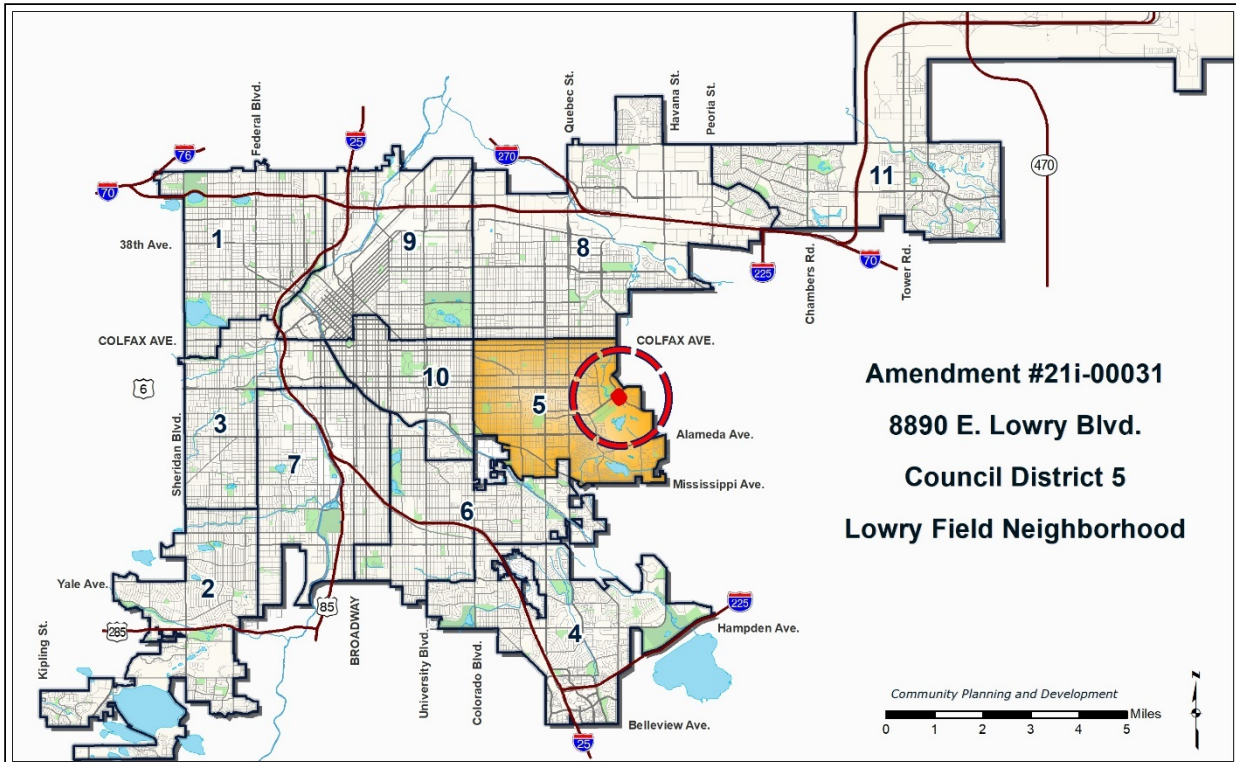 Federal Blvd.
Quebec St.
Havana St.
Peoria St.
76
25
270
70
470
11
1
9
8
38th Ave.
225
Chambers Rd.
70
Tower Rd.
COLFAX AVE.
COLFAX AVE.
6
10
5
3
Sheridan Blvd.
7
Alameda Ave.
Mississippi Ave.
6
Amendment #21i-00031
8890 E. Lowry Blvd.
Council District 5
Lowry Field Neighborhood
Yale Ave.
2
85
285
BROADWAY
University Blvd.
Colorado Blvd.
4
225
Hampden Ave.
Kipling St.
Belleview Ave.
25
Community Planning and Development
Miles
0 1 2 3 4 5
N